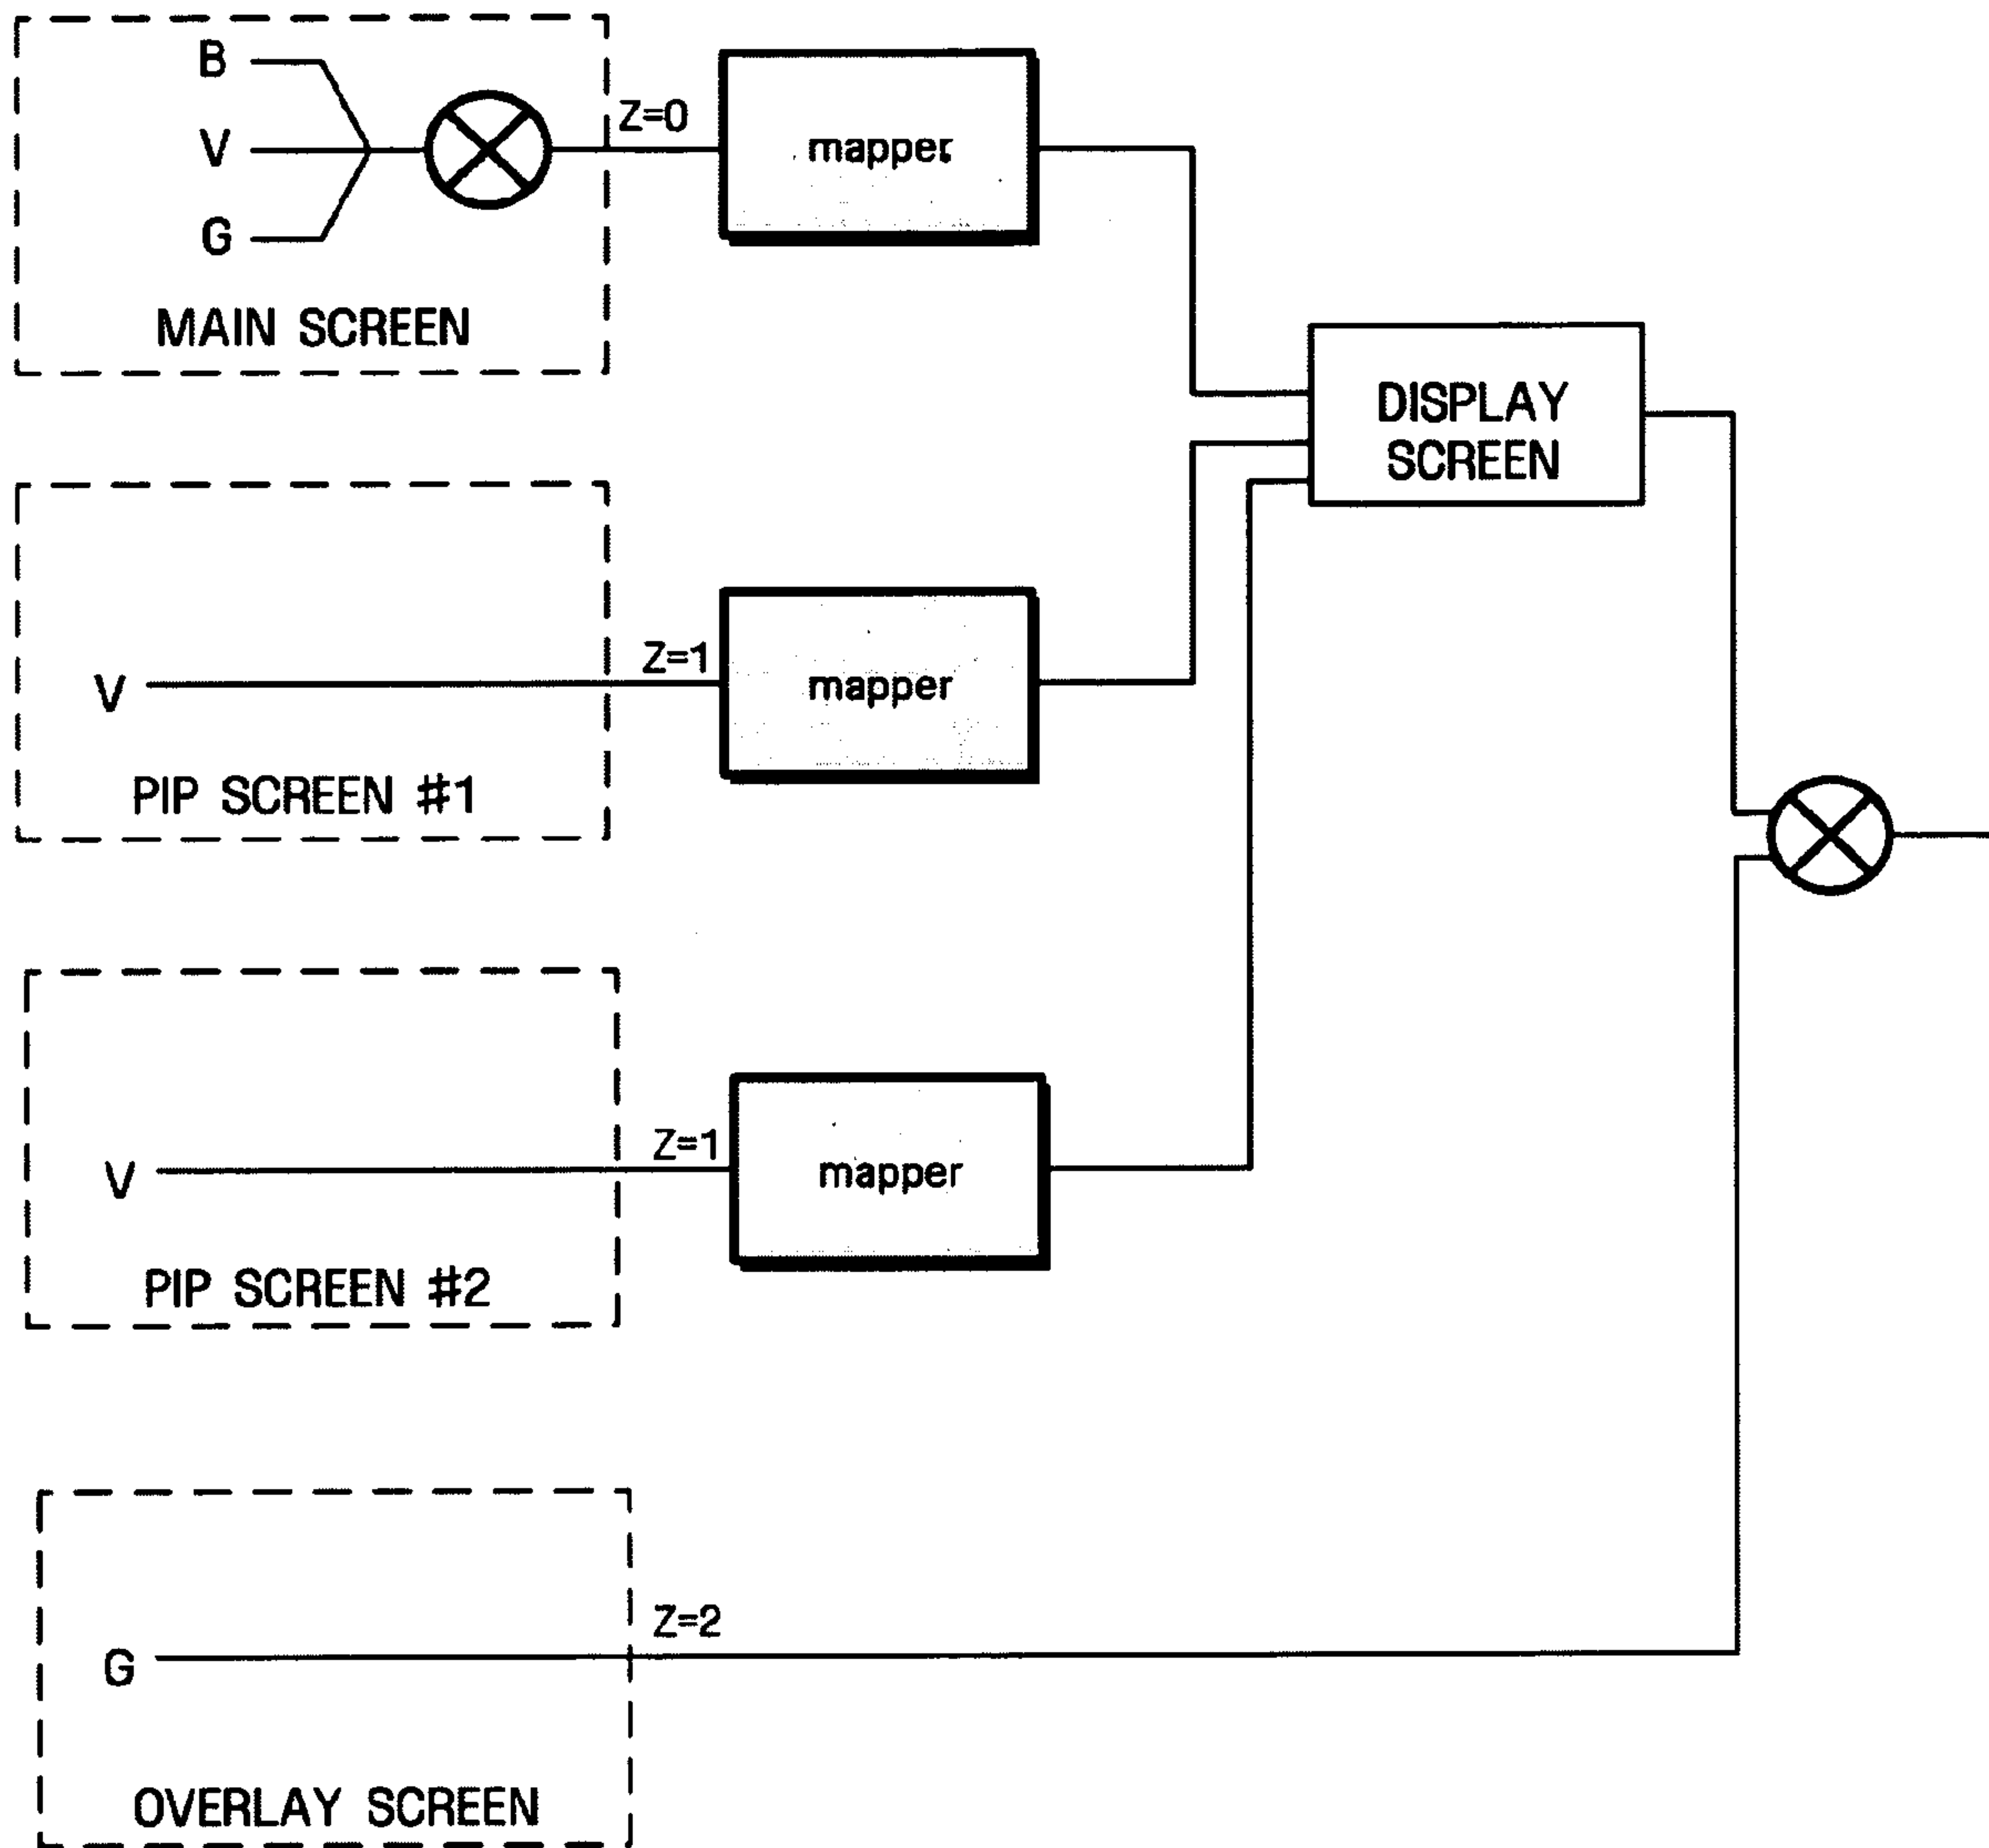 B
V
G
MAIN SCREEN
Z=0
mapper
DISPLAY
SCREEN
V
PIP SCREEN #1
Z=1
mapper
V
PIP SCREEN #2
Z=1
mapper
G
OVERLAY SCREEN
Z=2